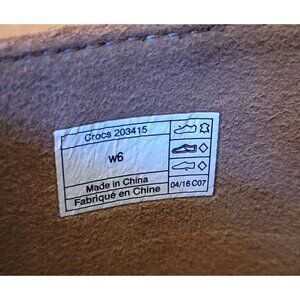 Crocs 203415
w6
Made in China
Fabriqué en Chine
04/16 C07